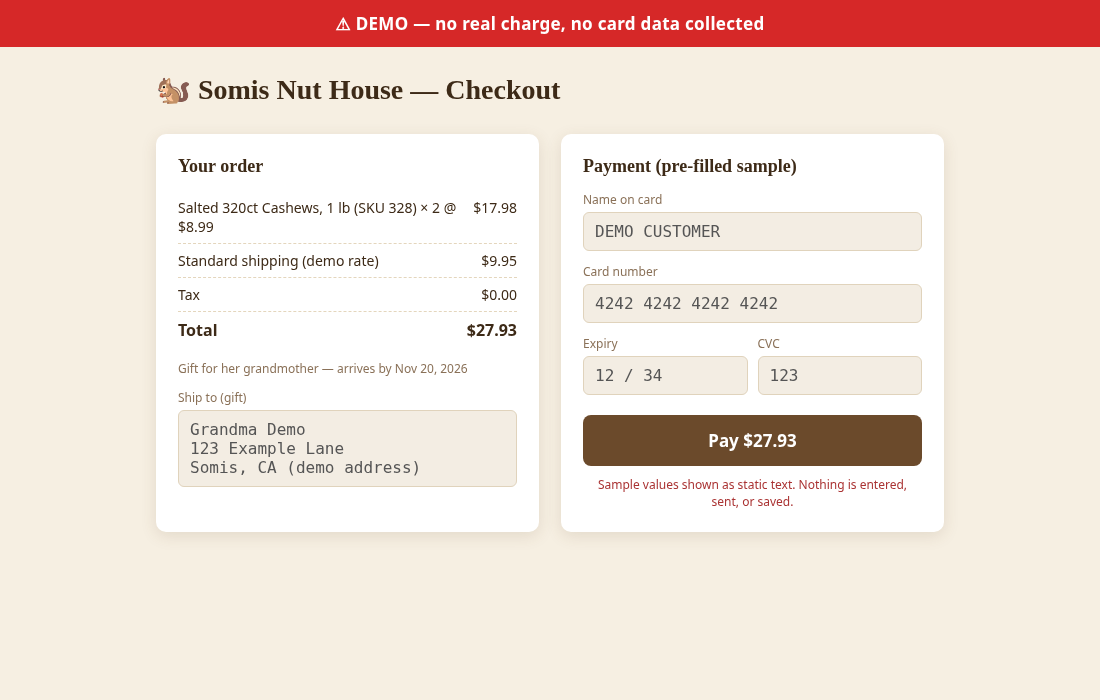 ⚠ DEMO — no real charge, no card data collected
🐿️ Somis Nut House — Checkout
Your order
Salted 320ct Cashews, 1 lb (SKU 328) × 2 @ $17.98
$8.99
Standard shipping (demo rate) $9.95
Tax $0.00
Total $27.93
Gift for her grandmother — arrives by Nov 20, 2026
Ship to (gift)
Grandma Demo
123 Example Lane
Somis, CA (demo address)
Payment (pre-filled sample)
Name on card
DEMO CUSTOMER
Card number
4242 4242 4242 4242
Expiry CVC
12 / 34 123
Pay $27.93
Sample values shown as static text. Nothing is entered,
sent, or saved.